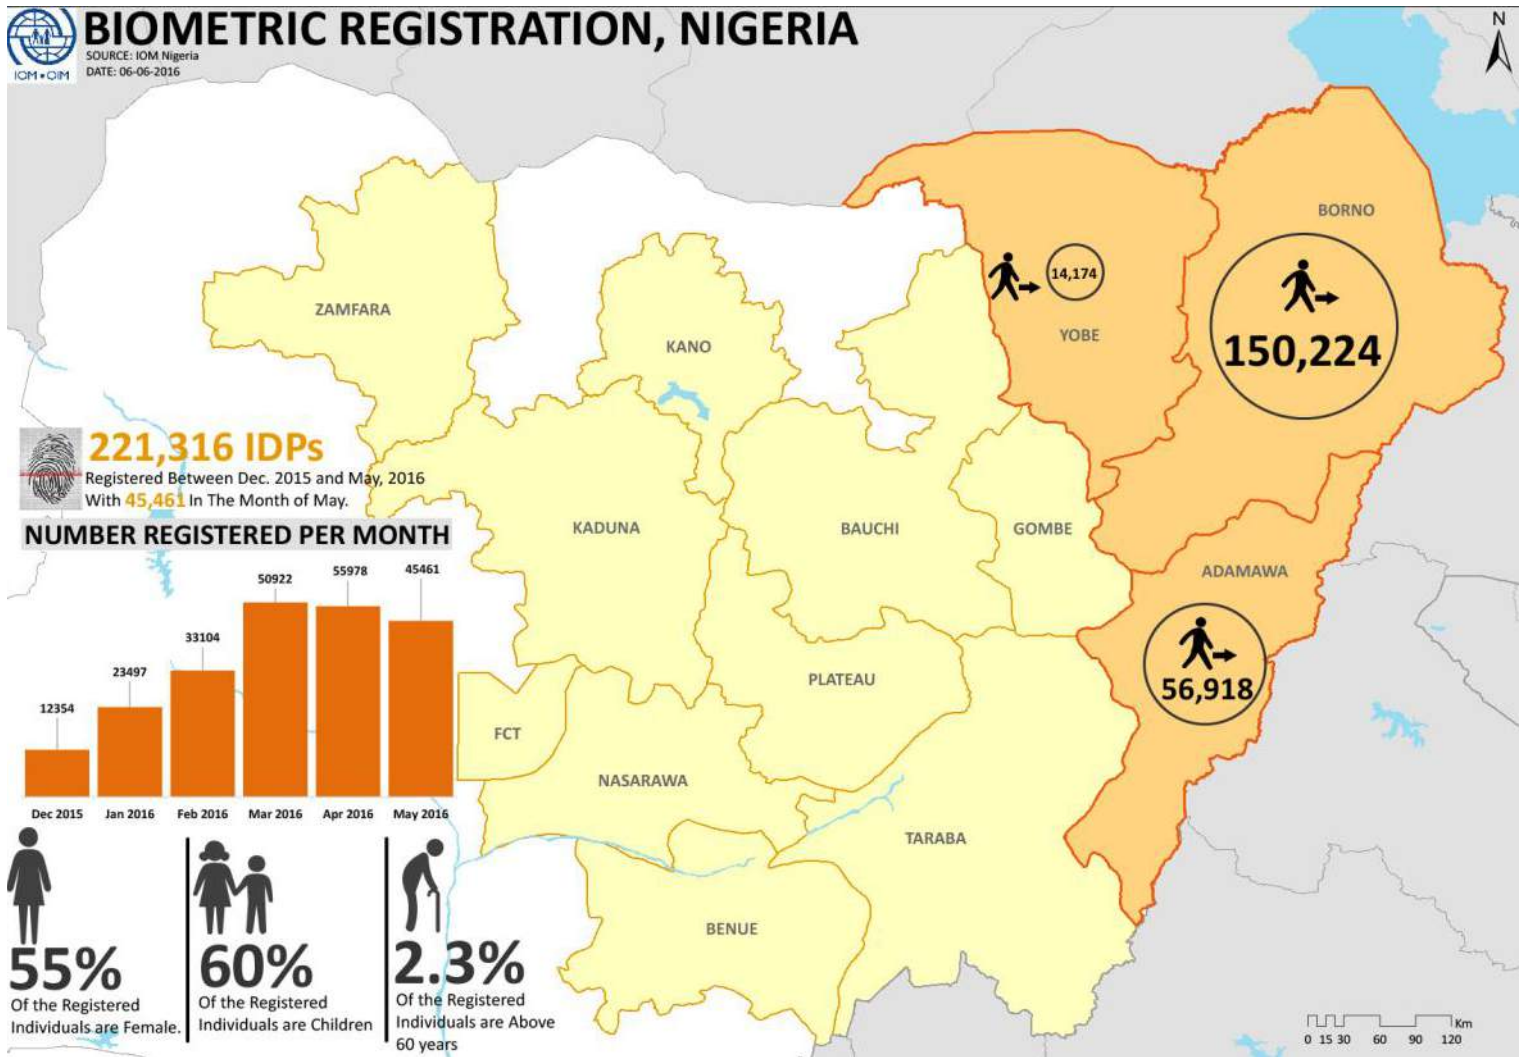 BIOMETRIC REGISTRATION, NIGERIA
SOURCE: IOM Nigeria
DATE: 06-06-2016
IOM • OIM
N
BORNO
150,224
14,174
YOBE
ZAMFARA
KANO
221,316 IDPs
Registered Between Dec. 2015 and May, 2016
With 45,461 In The Month of May.
KADUNA
BAUCHI
GOMBE
ADAMAWA
56,918
NUMBER REGISTERED PER MONTH
12354
23497
33104
50922
55978
45461
Dec 2015
Jan 2016
Feb 2016
Mar 2016
Apr 2016
May 2016
PLATEAU
FCT
NASARAWA
TARABA
BENUE
55%
Of the Registered
Individuals are Female.
60%
Of the Registered
Individuals are Children
2.3%
Of the Registered
Individuals are Above
60 years
Km
0 15 30 60 90 120